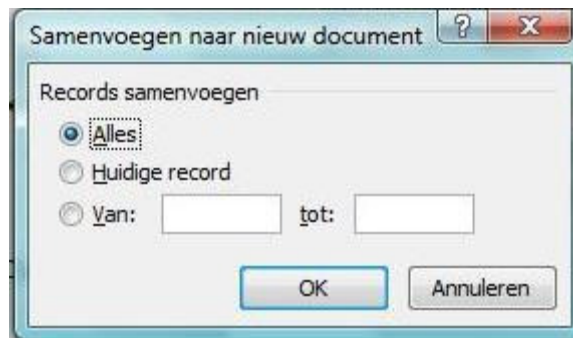 Samenvoegen naar nieuw document ? X
Records samenvoegen
Alles
Huidige record
Van: tot:
OK Annuleren